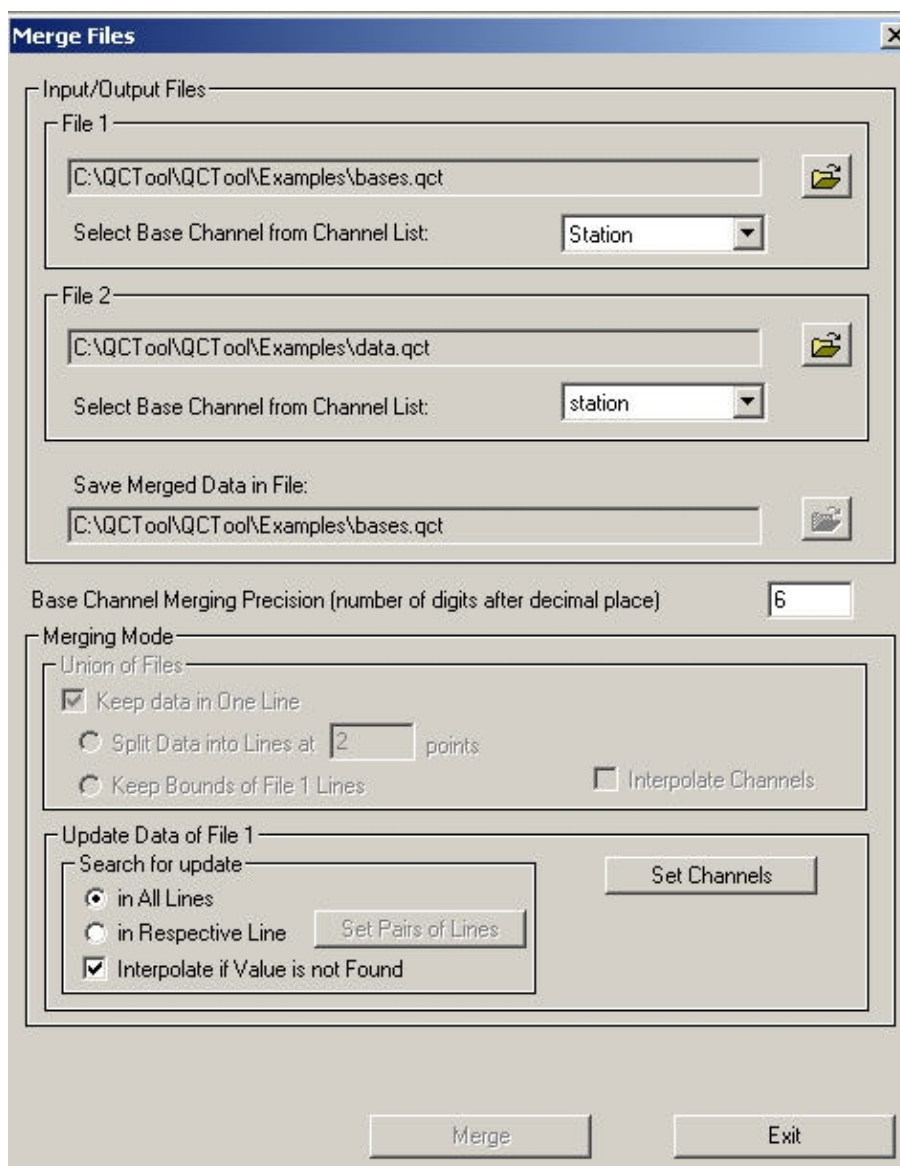 Merge Files
Input/Output Files
File 1
C:\QCTool\QCTool\Examples\bases.qct
Select Base Channel from Channel List:
Station
File 2
C:\QCTool\QCTool\Examples\data.qct
Select Base Channel from Channel List:
station
Save Merged Data in File:
C:\QCTool\QCTool\Examples\bases.qct
Base Channel Merging Precision (number of digits after decimal place)
6
Merging Mode
Union of Files
Keep data in One Line
Split Data into Lines at 2 points
Keep Bounds of File 1 Lines
Interpolate Channels
Update Data of File 1
Search for update
Set Channels
in All Lines
in Respective Line
Set Pairs of Lines
Interpolate if Value is not Found
Merge
Exit